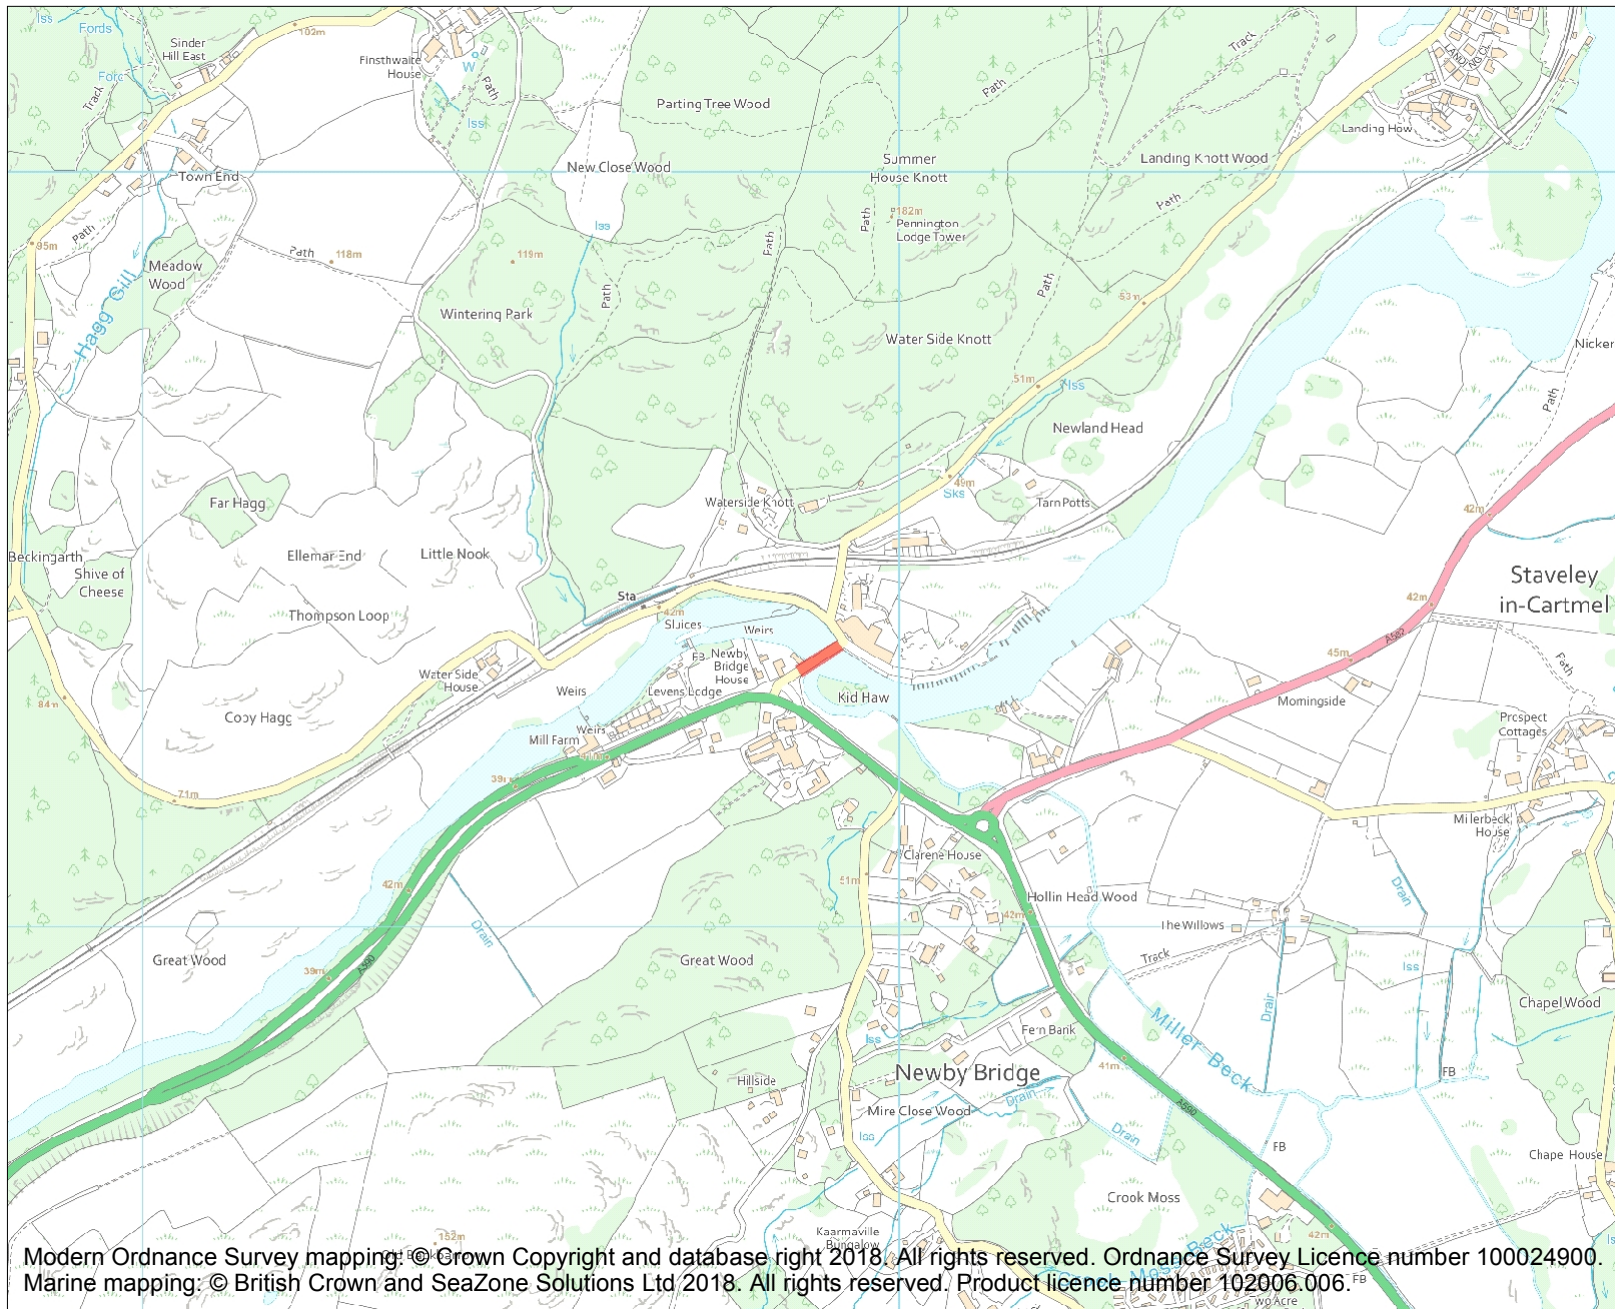 Iss
Fords
Sinder
Hill East
102m
Finsthwaite
House
W
Path
Iss
Track
Town End
95m
Path
Meadow
Wood
Path
118m
Hagg Gill
Parting Tree Wood
New Close Wood
Iss
119m
Path
Wintering Park
Path
Path
Track
Summer
House Knott
182m
Pennington
Lodge Tower
Path
Landing Knott Wood
Path
Landing How
Path
53m
Water Side Knott
51m
Iss
Newland Head
Path
42m
Far Hagg
Ellemar End
Little Nook
Beckingarth
Shive of
Cheese
Thompson Loop
Waterside Knott
49m
Sks
Tarn Potts
Staveley
in-Cartmel
42m
Sta
42m
Sluices
Weirs
FB
Newby
Bridge
House
Water Side
House
Weirs
Levens Lodge
Kid Haw
45m
Path
Morningside
Prospect
Cottages
84m
Coby Hagg
Mill Farm
Weirs
39m
71m
Millerbeck
House
Clarene House
51m
42m
Drain
Hollin Head Wood
42m
Drain
The Willows
Track
Great Wood
39m
A590
Great Wood
Iss
Drain
Chapel Wood
Miller Beck
Fern Bank
Iss
41m
FB
Newby Bridge
Hillside
Drain
Mire Close Wood
A590
Iss
Drain
FB
Crook Moss
152m
Kaarmaville
Bungalow
42m
FB
Modern Ordnance Survey mapping: © Crown Copyright and database right 2018. All rights reserved. Ordnance Survey Licence number 100024900.
Marine mapping: © British Crown and SeaZone Solutions Ltd 2018. All rights reserved. Product licence number 102006.006.